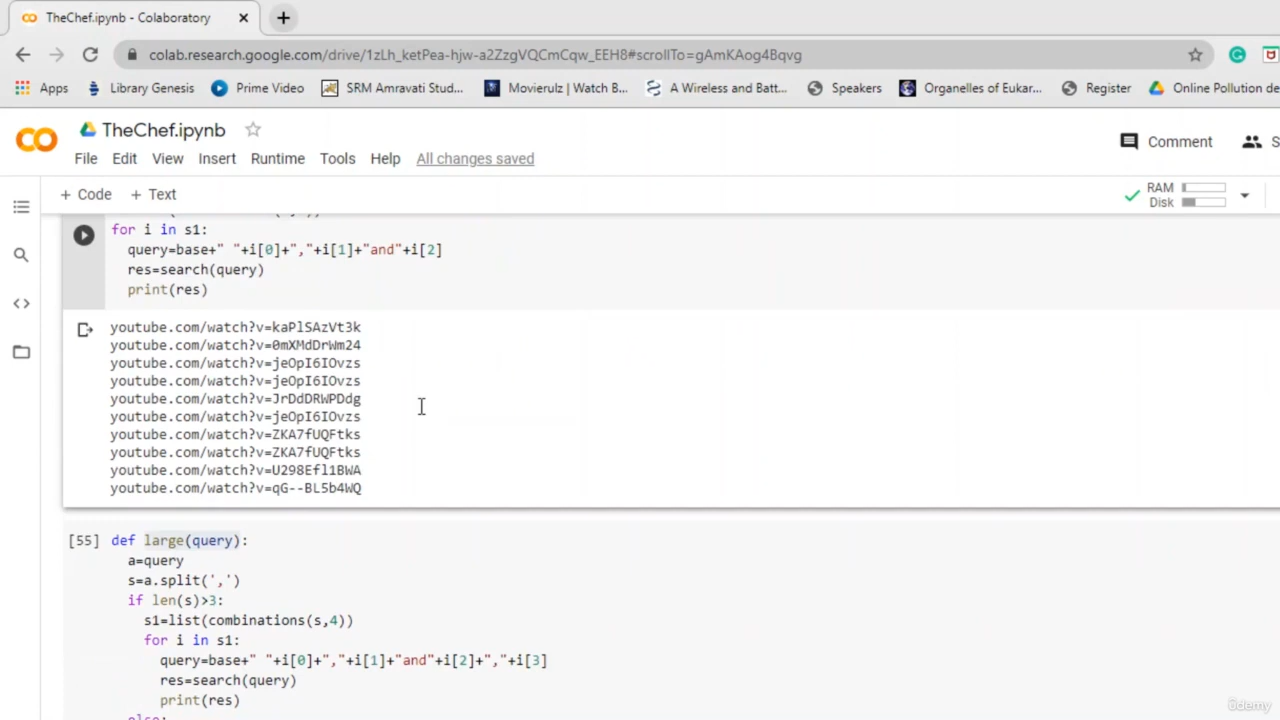 TheChef.ipynb - Colaboratory
colab.research.google.com/drive/1zLh_ketPea-hjw-a2ZzgVQCmCqw_EEH8#scrollTo=gAmKAog4Bqvg
Apps Library Genesis Prime Video SRM Amravati Stud... Movierulz | Watch B... A Wireless and Batt... Speakers Organelles of Eukar... Register Online Pollution de
TheChef.ipynb
Comment S
File Edit View Insert Runtime Tools Help All changes saved
+ Code + Text
RAM
Disk
for i in s1:
query=base+" "+i[0]+","+i[1]+"and"+i[2]
res=search(query)
print(res)
youtube.com/watch?v=kaPlSAzVt3k
youtube.com/watch?v=0mXMdDrWm24
youtube.com/watch?v=jeOpI6IOvzs
youtube.com/watch?v=jeOpI6IOvzs
youtube.com/watch?v=JrDdDRWPDdg
youtube.com/watch?v=jeOpI6IOvzs
youtube.com/watch?v=ZKA7fUQFtks
youtube.com/watch?v=ZKA7fUQFtks
youtube.com/watch?v=U298Efl1BWA
youtube.com/watch?v=qG--BL5b4WQ
[55] def large(query):
a=query
s=a.split(',')
if len(s)>3:
s1=list(combinations(s,4))
for i in s1:
query=base+" "+i[0]+","+i[1]+"and"+i[2]+","+i[3]
res=search(query)
print(res)
else:
ûdemy